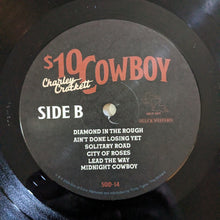 $10 COWBOY
Charley Crockett
SIDE B
DIAMOND IN THE ROUGH
AIN'T DONE LOSING YET
SOLITARY ROAD
CITY OF ROSES
LEAD THE WAY
MIDNIGHT COWBOY
SOD-14